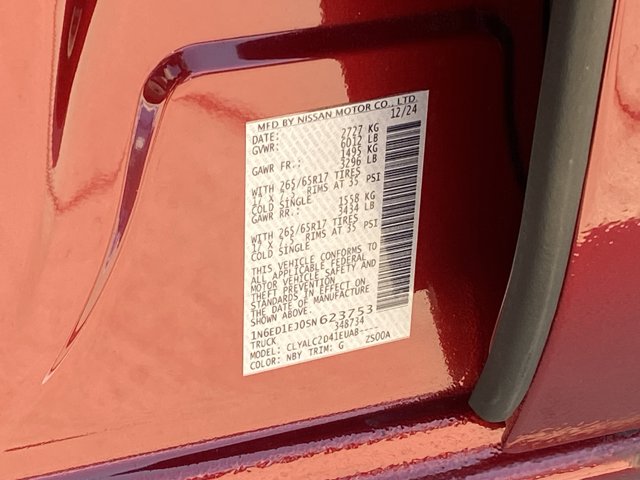 MFD BY NISSAN MOTOR CO., LTD.
DATE: 12/24
GVWR: 2727 KG
6012 LB
GAWR FR.: 1495 KG
3296 LB
WITH 265/65R17 TIRES
17 X 7.5 RIMS AT 35 PSI
COLD SINGLE
GAWR RR.: 1558 KG
3434 LB
WITH 265/65R17 TIRES
17 X 7.5 RIMS AT 35 PSI
COLD SINGLE
THIS VEHICLE CONFORMS TO
ALL APPLICABLE FEDERAL
MOTOR VEHICLE SAFETY AND
THEFT PREVENTION
STANDARDS IN EFFECT ON
THE DATE OF MANUFACTURE
SHOWN ABOVE.
1N6ED1EJ0SN623753
TRUCK 348734
MODEL: CLYALC2D41EUA8----
COLOR: NBY TRIM: G ZS00A